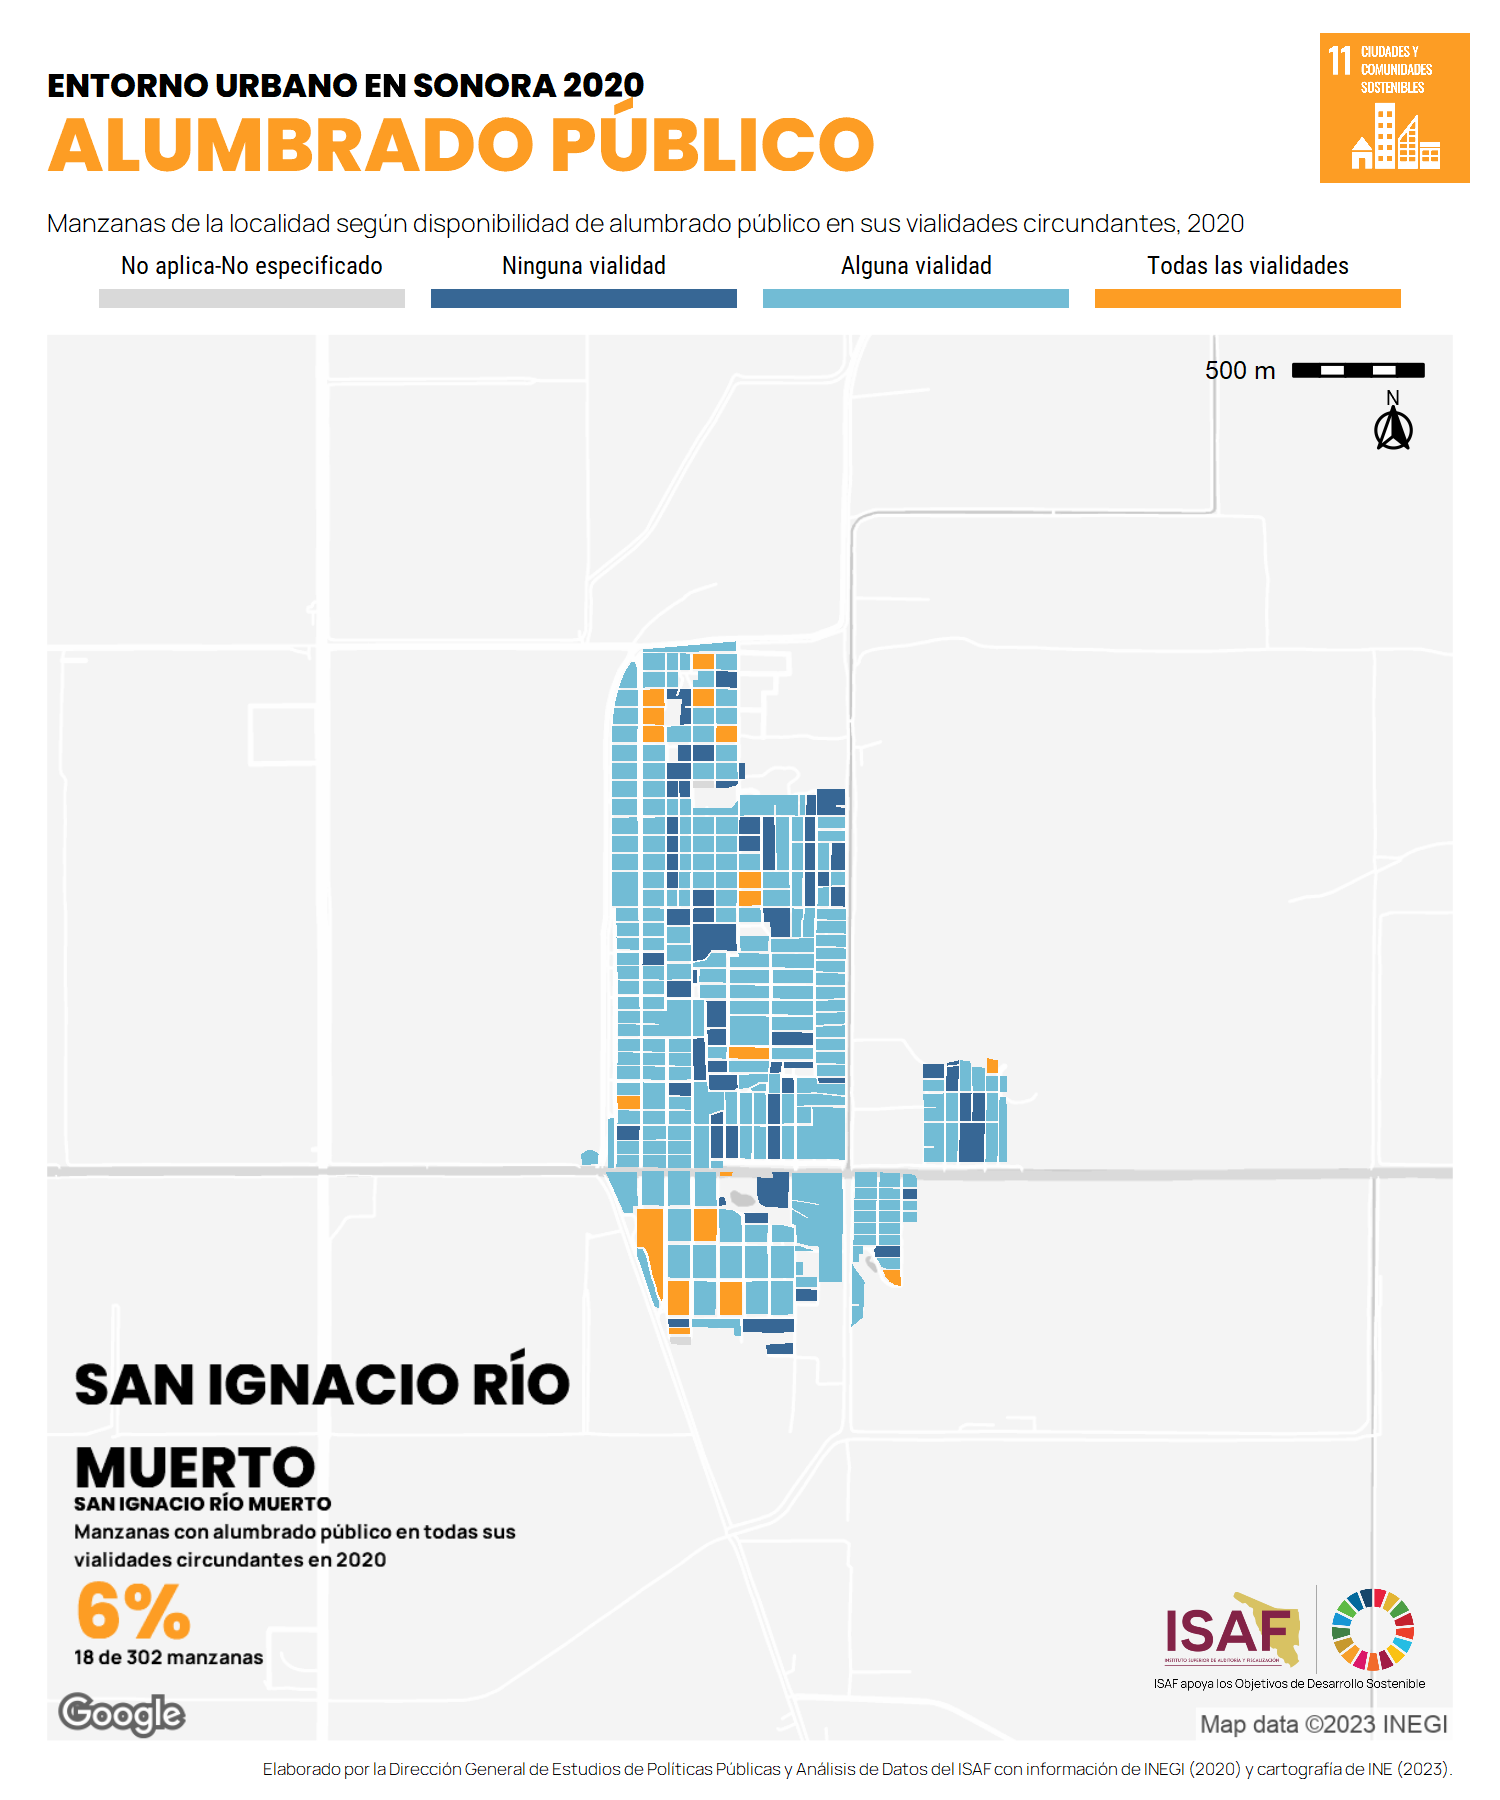 ENTORNO URBANO EN SONORA 2020
ALUMBRADO PÚBLICO
11 CIUDADES Y
COMUNIDADES
SOSTENIBLES
Manzanas de la localidad según disponibilidad de alumbrado público en sus vialidades circundantes, 2020
No aplica-No especificado Ninguna vialidad Alguna vialidad Todas las vialidades
500 m
N
SAN IGNACIO RÍO
MUERTO
SAN IGNACIO RÍO MUERTO
Manzanas con alumbrado público en todas sus
vialidades circundantes en 2020
6%
18 de 302 manzanas
ISAF
INSTITUTO SUPERIOR DE AUDITORÍA Y FISCALIZACIÓN
ISAF apoya los Objetivos de Desarrollo Sostenible
Google
Map data ©2023 INEGI
Elaborado por la Dirección General de Estudios de Políticas Públicas y Análisis de Datos del ISAF con información de INEGI (2020) y cartografía de INE (2023).